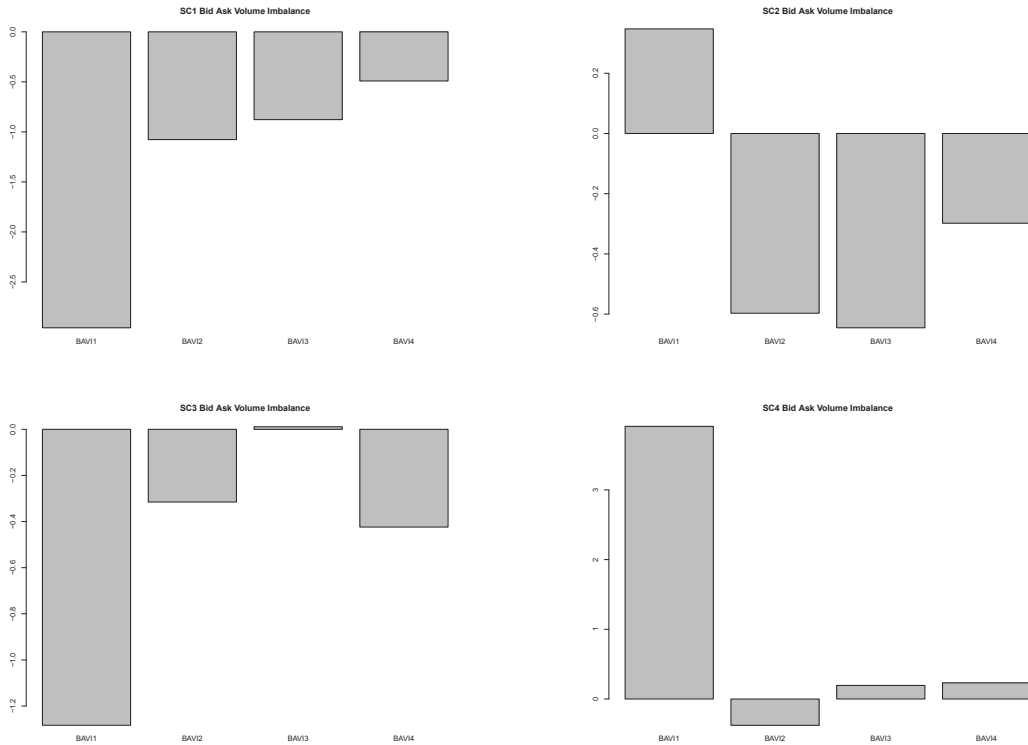 SC1 Bid Ask Volume Imbalance
0.0
−0.5
−1.0
−1.5
−2.0
−2.5
BAVI1 BAVI2 BAVI3 BAVI4
SC2 Bid Ask Volume Imbalance
0.2
0.0
−0.2
−0.4
−0.6
BAVI1 BAVI2 BAVI3 BAVI4
SC3 Bid Ask Volume Imbalance
0.0
−0.2
−0.4
−0.6
−0.8
−1.0
−1.2
BAVI1 BAVI2 BAVI3 BAVI4
SC4 Bid Ask Volume Imbalance
3
2
1
0
BAVI1 BAVI2 BAVI3 BAVI4